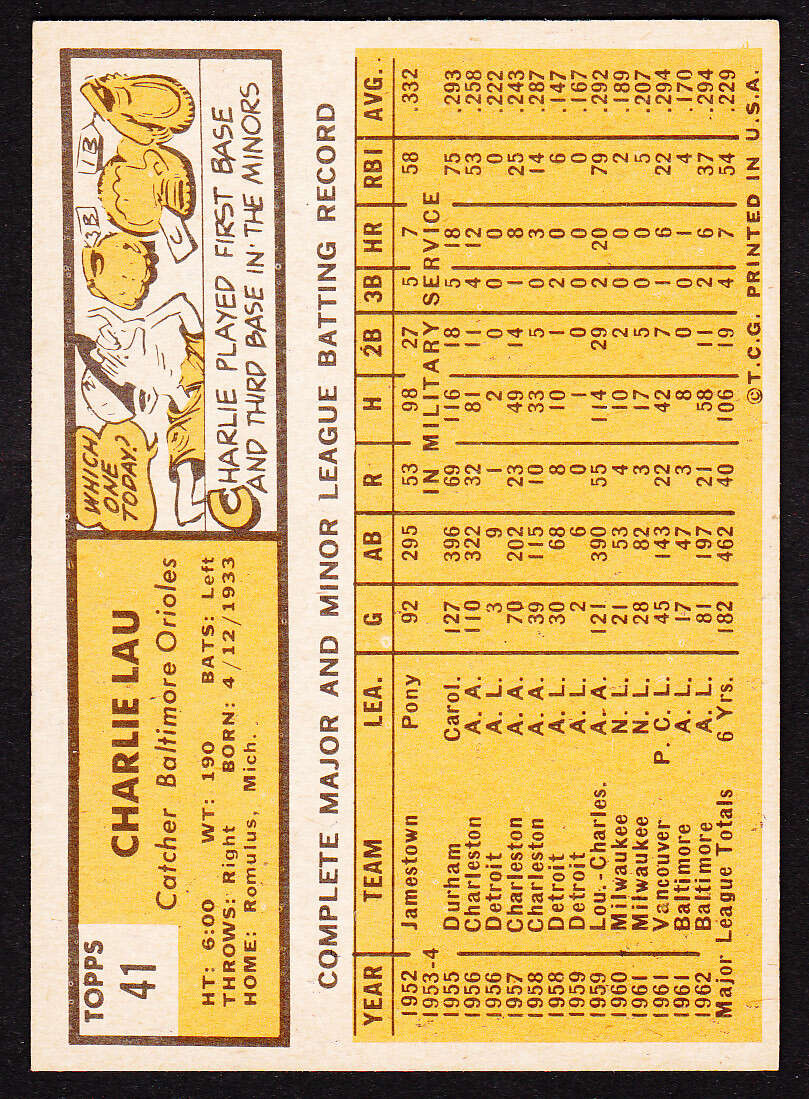 TOPPS
41
CHARLIE LAU
Catcher Baltimore Orioles
HT: 6:00 WT: 190 BATS: Left
THROWS: Right BORN: 4/12/1933
HOME: Romulus, Mich.
WHICH
ONE
TODAY?
3B
C
1B
CHARLIE PLAYED FIRST BASE
AND THIRD BASE IN THE MINORS
COMPLETE MAJOR AND MINOR LEAGUE BATTING RECORD
YEAR TEAM LEA. G AB R H 2B 3B HR RBI AVG.
1952 Jamestown Pony 92 295 53 98 27 5 7 58 .332
1953-4 IN MILITARY SERVICE
1955 Durham Carol. 127 396 69 116 18 5 18 75 .293
1956 Charleston A. A. 110 322 32 81 11 4 12 53 .258
1956 Detroit A. L. 3 9 1 2 0 0 0 0 .222
1957 Charleston A. A. 70 202 23 49 14 1 8 25 .243
1958 Charleston A. A. 39 115 10 33 5 0 3 14 .287
1958 Detroit A. L. 30 68 8 10 1 2 0 6 .147
1959 Detroit A. L. 2 6 0 1 0 0 0 0 .167
1959 Lou.-Charles. A. A. 121 390 55 114 29 2 20 79 .292
1960 Milwaukee N. L. 21 53 4 10 2 0 0 2 .189
1961 Milwaukee N. L. 28 82 3 17 5 0 0 5 .207
1961 Vancouver P. C. L. 45 143 22 42 7 1 6 22 .294
1961 Baltimore A. L. 17 47 3 8 0 0 1 4 .170
1962 Baltimore A. L. 81 197 21 58 11 2 6 37 .294
Major League Totals 6 Yrs. 182 462 40 106 19 4 7 54 .229
©T.C.G. PRINTED IN U.S.A.